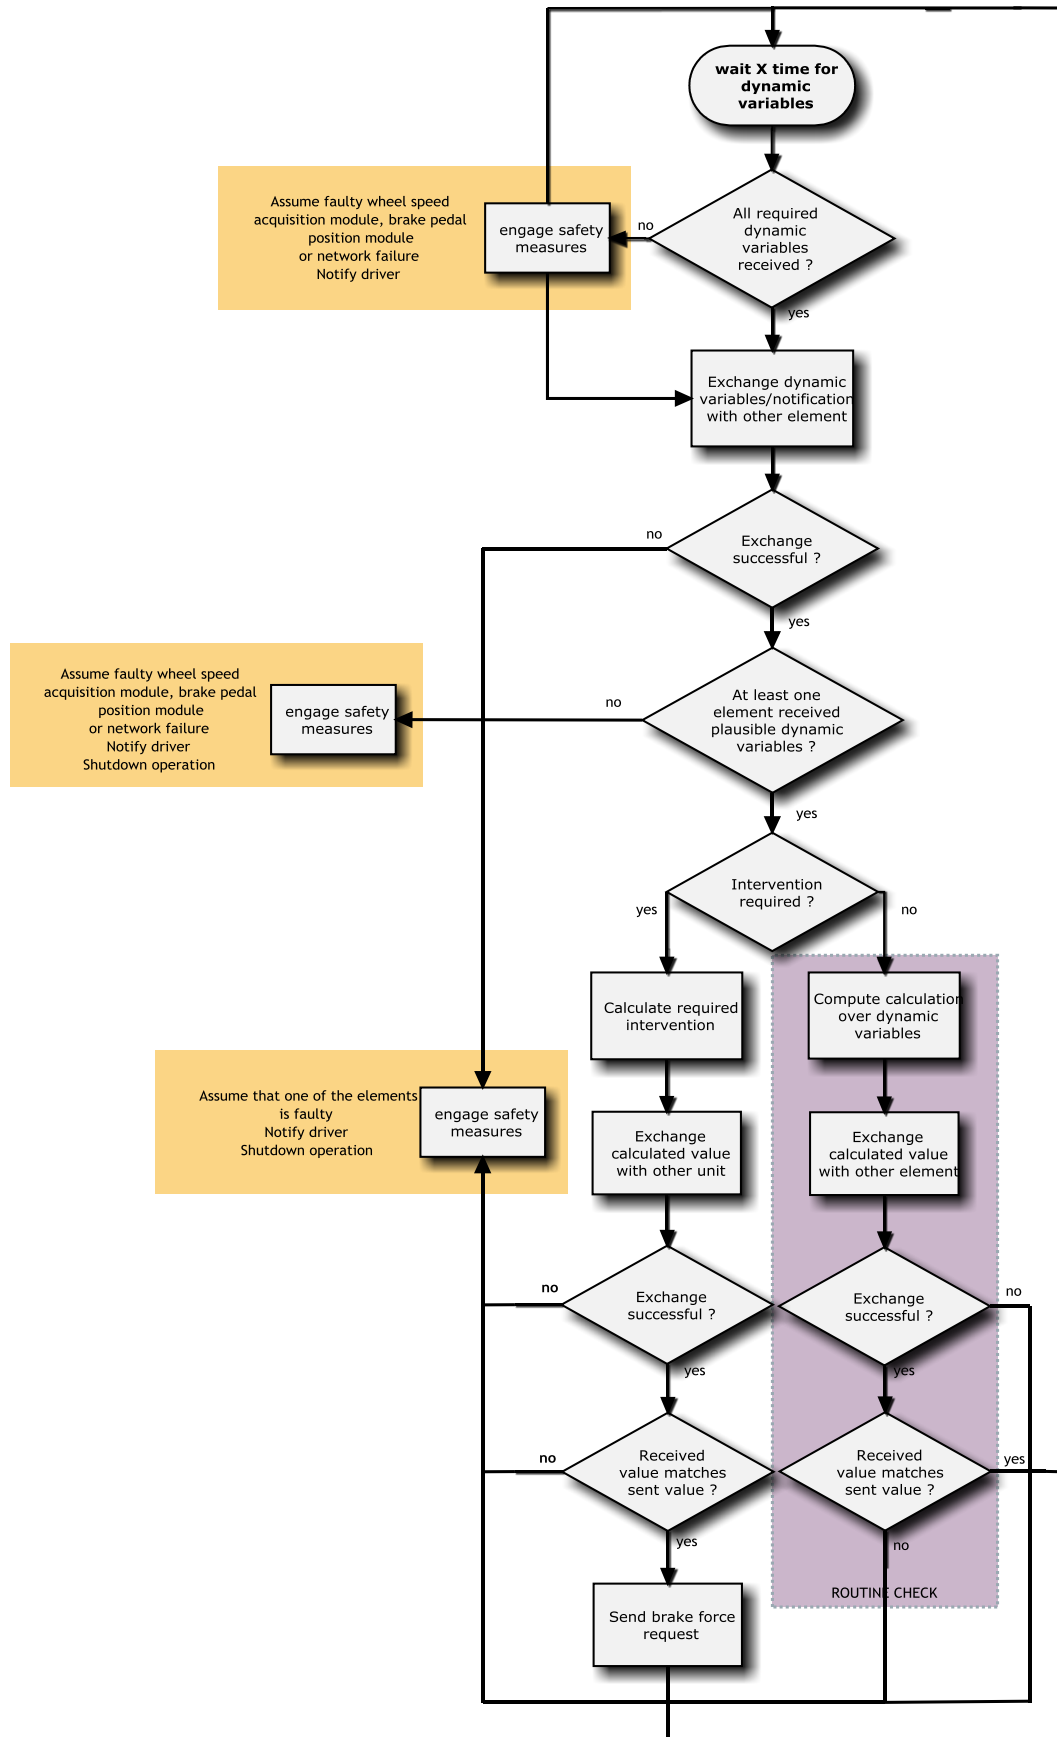 wait X time for
dynamic
variables
All required
dynamic
variables
received ?
no
yes
Assume faulty wheel speed
acquisition module, brake pedal
position module
or network failure
Notify driver
engage safety
measures
Exchange dynamic
variables/notification
with other element
Exchange
successful ?
no
yes
Assume faulty wheel speed
acquisition module, brake pedal
position module
or network failure
Notify driver
Shutdown operation
engage safety
measures
no
At least one
element received
plausible dynamic
variables ?
yes
Intervention
required ?
yes
no
Calculate required
intervention
Compute calculation
over dynamic
variables
Assume that one of the elements
is faulty
Notify driver
Shutdown operation
engage safety
measures
Exchange
calculated value
with other unit
Exchange
calculated value
with other element
no
Exchange
successful ?
yes
Exchange
successful ?
no
yes
no
Received
value matches
sent value ?
yes
Received
value matches
sent value ?
yes
no
Send brake force
request
ROUTINE CHECK